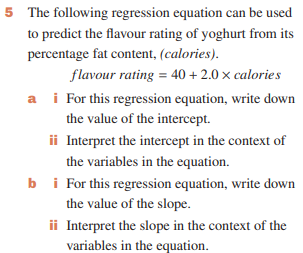 5 The following regression equation can be used
to predict the flavour rating of yoghurt from its
percentage fat content, (calories).
flavour rating = 40 + 2.0 × calories
a i For this regression equation, write down
the value of the intercept.
ii Interpret the intercept in the context of
the variables in the equation.
b i For this regression equation, write down
the value of the slope.
ii Interpret the slope in the context of the
variables in the equation.